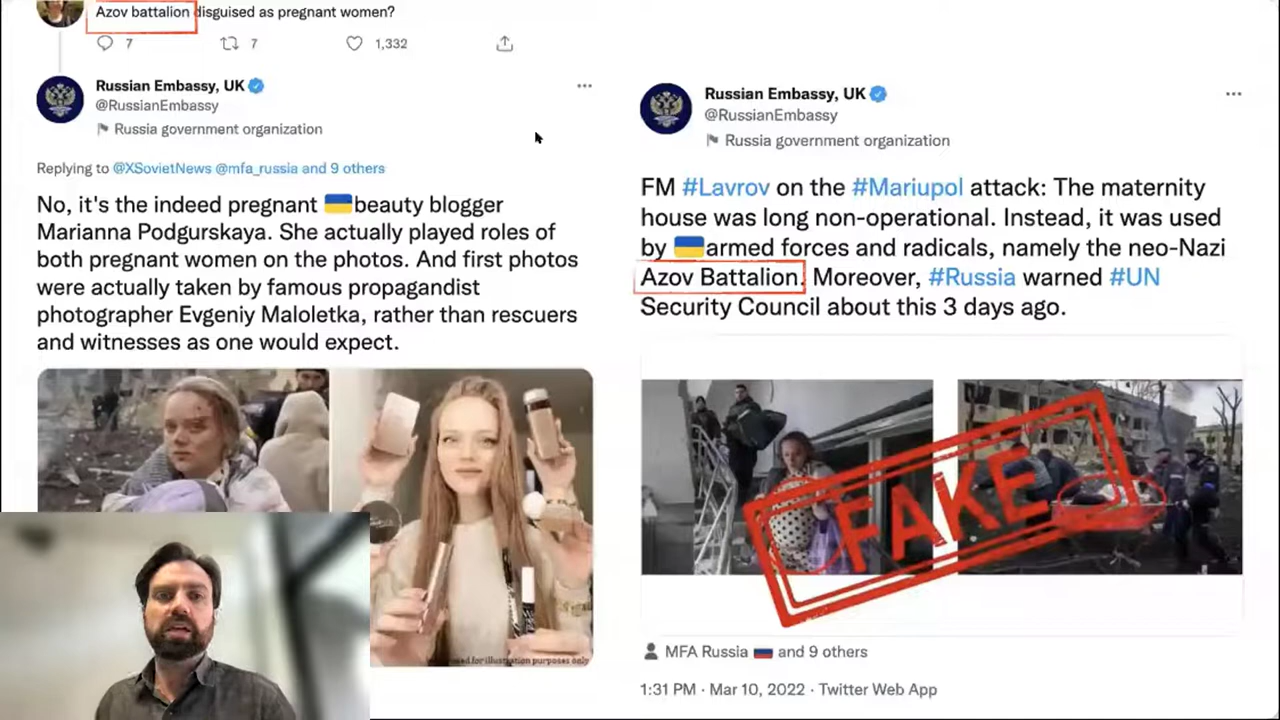 Azov battalion disguised as pregnant women?
7 7 1,332
Russian Embassy, UK
@RussianEmbassy
Russia government organization
Replying to @XSovietNews @mfa_russia and 9 others
No, it's the indeed pregnant 🇺🇦beauty blogger
Marianna Podgurskaya. She actually played roles of
both pregnant women on the photos. And first photos
were actually taken by famous propagandist
photographer Evgeniy Maloletka, rather than rescuers
and witnesses as one would expect.
used for illustration purposes only
Russian Embassy, UK
@RussianEmbassy
Russia government organization
FM #Lavrov on the #Mariupol attack: The maternity
house was long non-operational. Instead, it was used
by 🇺🇦armed forces and radicals, namely the neo-Nazi
Azov Battalion. Moreover, #Russia warned #UN
Security Council about this 3 days ago.
FAKE
MFA Russia 🇷🇺 and 9 others
1:31 PM · Mar 10, 2022 · Twitter Web App